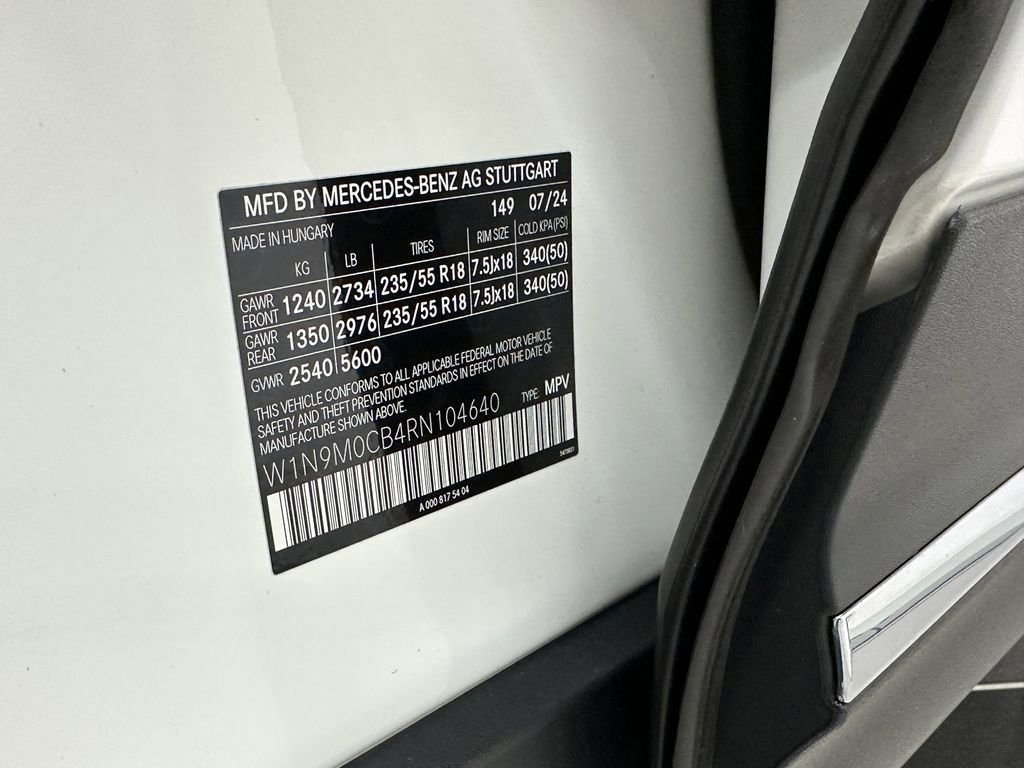 MFD BY MERCEDES-BENZ AG STUTTGART
149 07/24
MADE IN HUNGARY
KG LB TIRES RIM SIZE COLD KPA(PSI)
GAWR FRONT 1240 2734 235/55 R18 7.5Jx18 340(50)
GAWR REAR 1350 2976 235/55 R18 7.5Jx18 340(50)
GVWR 2540 5600
THIS VEHICLE CONFORMS TO ALL APPLICABLE FEDERAL MOTOR VEHICLE
SAFETY AND THEFT PREVENTION STANDARDS IN EFFECT ON THE DATE OF
MANUFACTURE SHOWN ABOVE.
W1N9M0CB4RN104640 TYPE: MPV
A 000 817 54 04